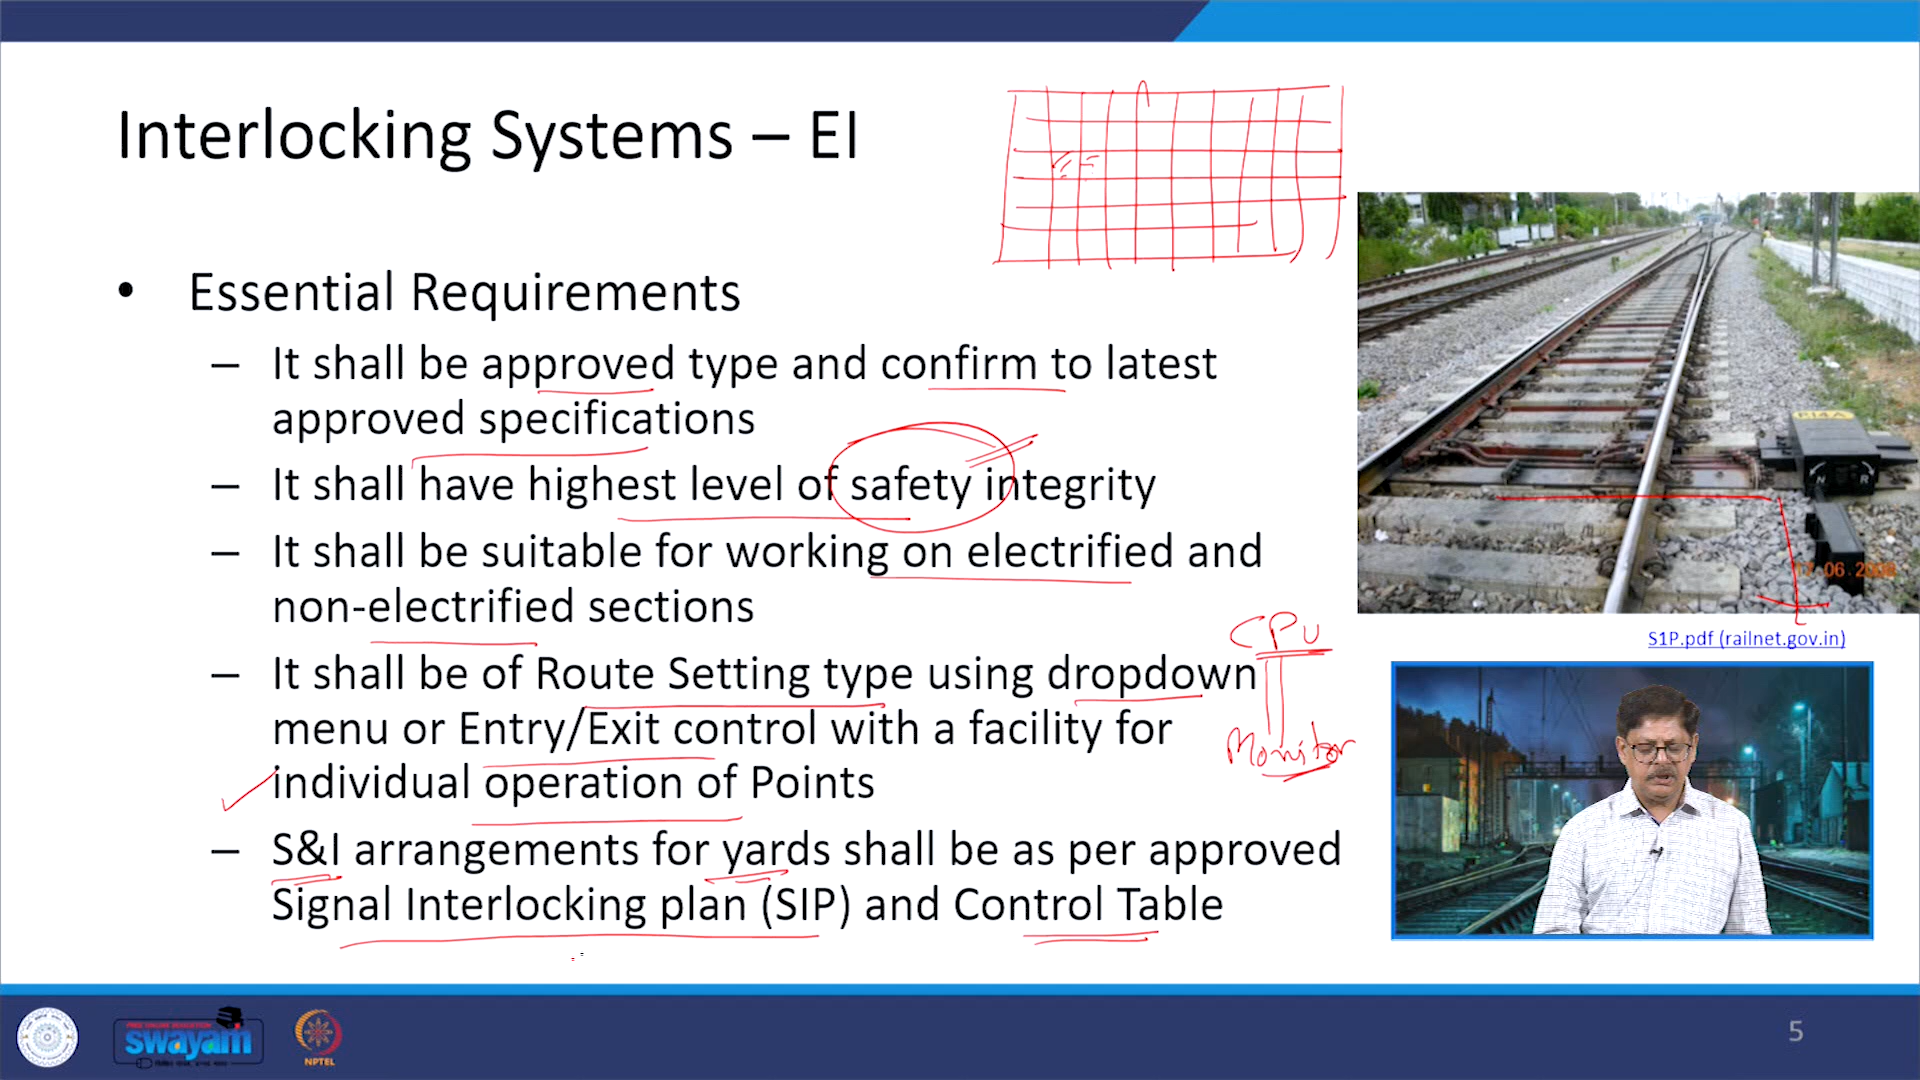 Interlocking Systems – EI
• Essential Requirements
– It shall be approved type and confirm to latest
approved specifications
– It shall have highest level of safety integrity
– It shall be suitable for working on electrified and
non-electrified sections
– It shall be of Route Setting type using dropdown
menu or Entry/Exit control with a facility for
individual operation of Points
– S&I arrangements for yards shall be as per approved
Signal Interlocking plan (SIP) and Control Table
CPU
Monitor
N R
17 06
S1P.pdf (railnet.gov.in)
swayam
NPTEL
5